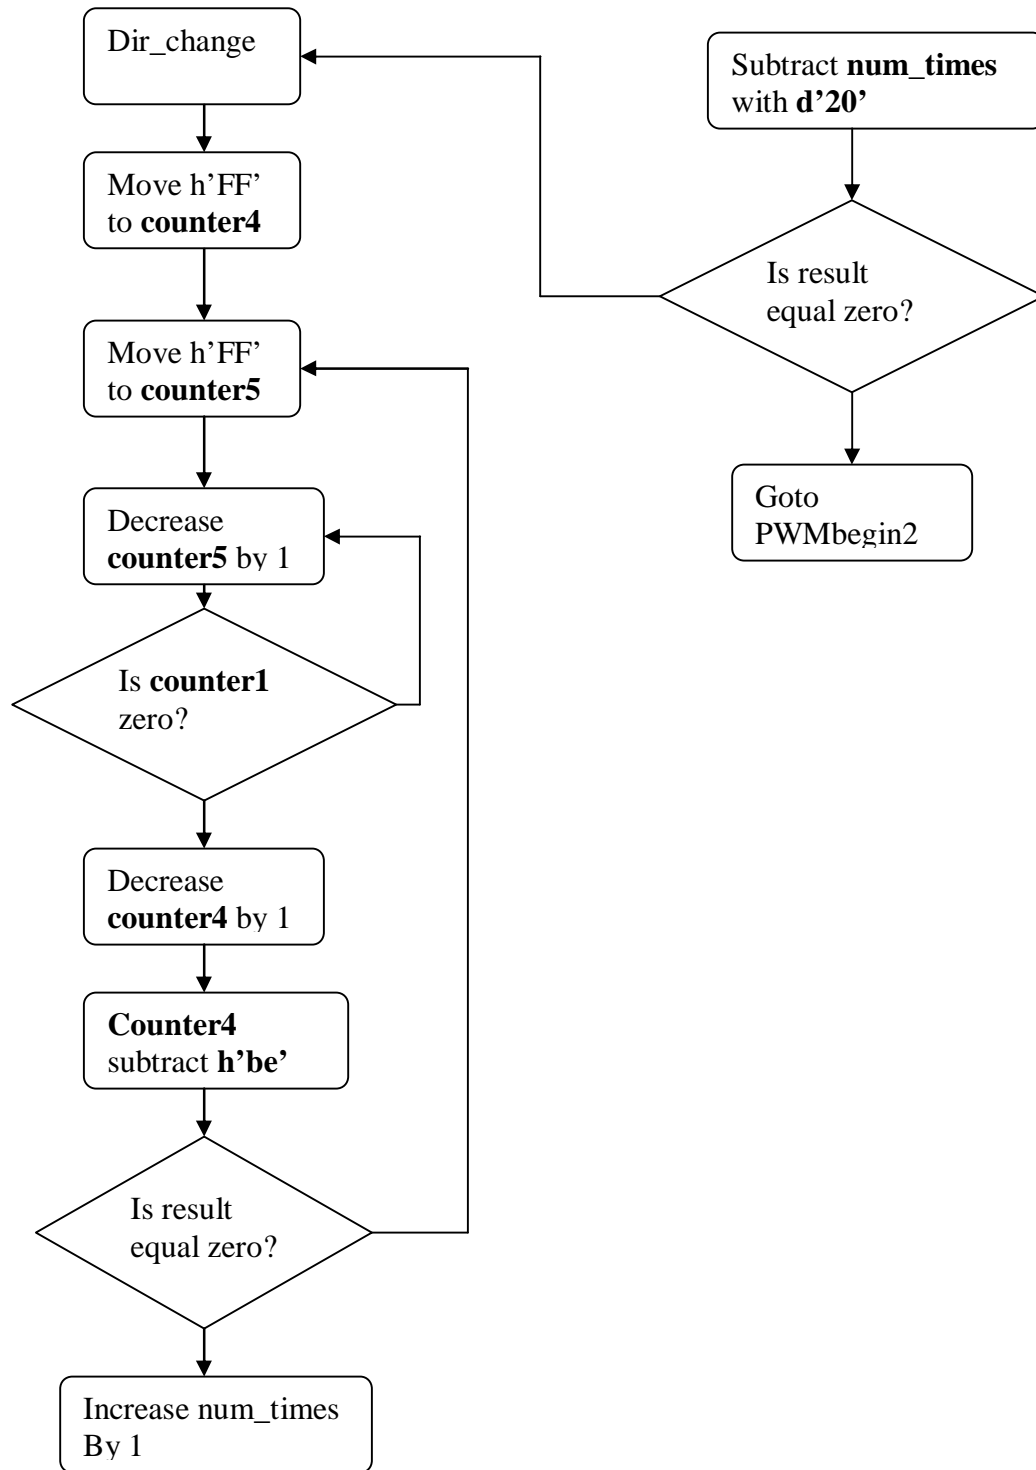 Dir_change
Move h’FF’
to counter4
Move h’FF’
to counter5
Decrease
counter5 by 1
Is counter1
zero?
Decrease
counter4 by 1
Counter4
subtract h’be’
Is result
equal zero?
Increase num_times
By 1
Subtract num_times
with d’20’
Is result
equal zero?
Goto
PWMbegin2